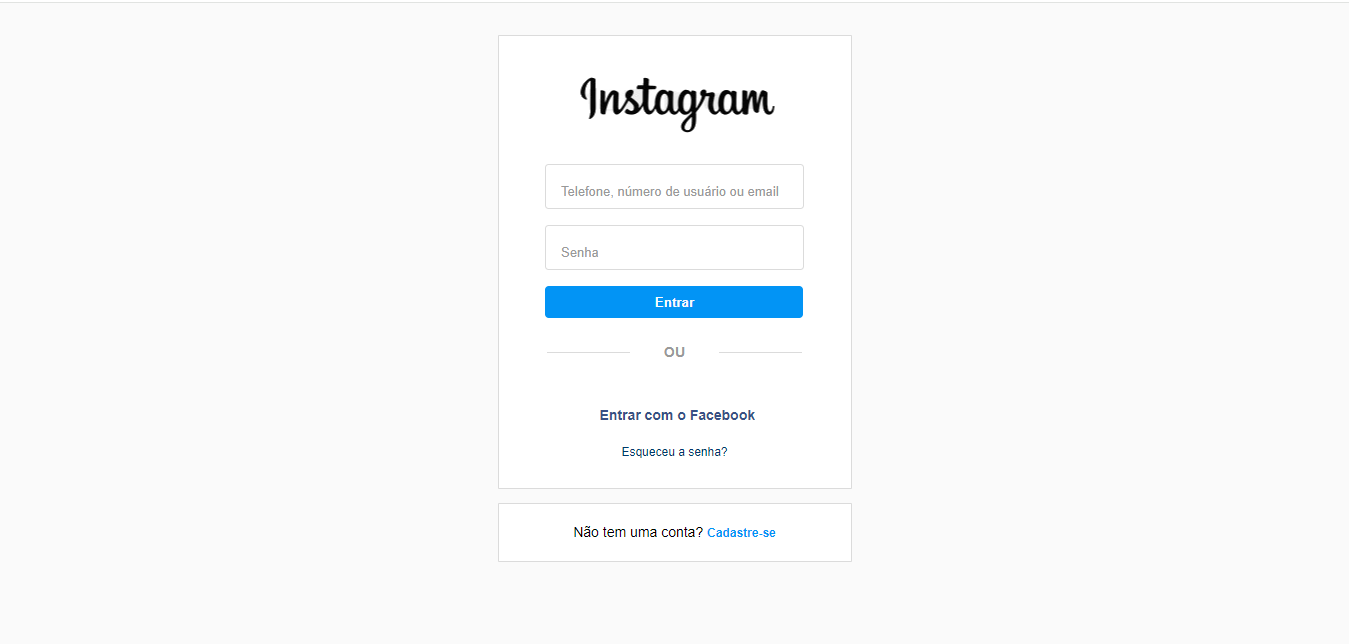 Instagram
Telefone, número de usuário ou email
Senha
Entrar
OU
Entrar com o Facebook
Esqueceu a senha?
Não tem uma conta? Cadastre-se